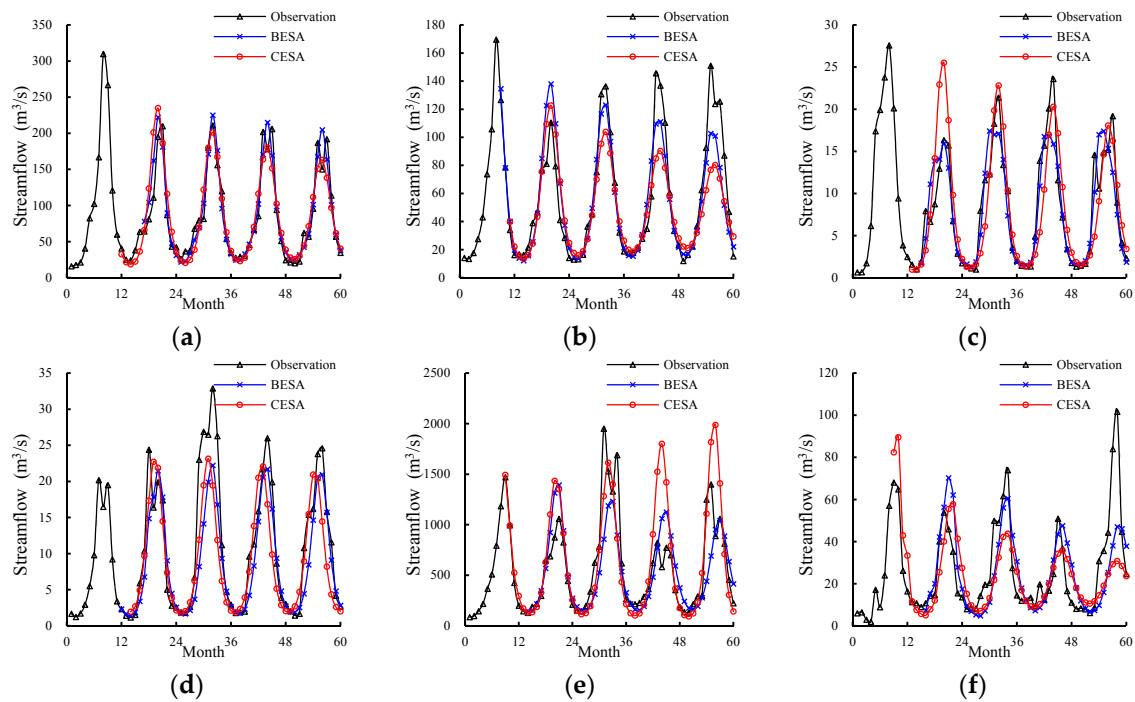 Observation
BESA
CESA
Streamflow (m³/s)
350
300
250
200
150
100
50
0
0 12 24 36 48 60
Month
(a)
Observation
BESA
CESA
Streamflow (m³/s)
180
160
140
120
100
80
60
40
20
0
0 12 24 36 48 60
Month
(b)
Observation
BESA
CESA
Streamflow (m³/s)
30
25
20
15
10
5
0
0 12 24 36 48 60
Month
(c)
Observation
BESA
CESA
Streamflow (m³/s)
35
30
25
20
15
10
5
0
0 12 24 36 48 60
Month
(d)
Observation
BESA
CESA
Streamflow (m³/s)
2500
2000
1500
1000
500
0
0 12 24 36 48 60
Month
(e)
Observation
BESA
CESA
Streamflow (m³/s)
120
100
80
60
40
20
0
0 12 24 36 48 60
Month
(f)